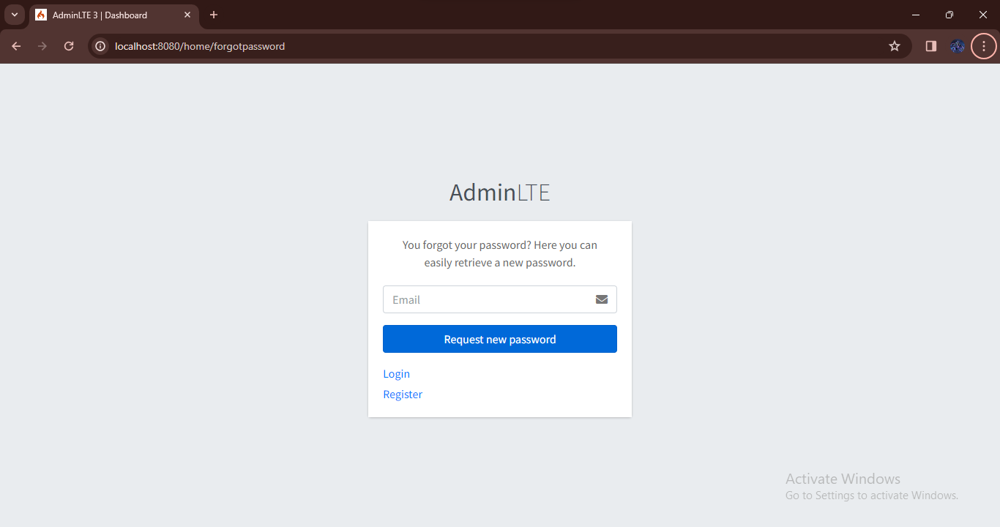 AdminLTE 3 | Dashboard
localhost:8080/home/forgotpassword
AdminLTE
You forgot your password? Here you can
easily retrieve a new password.
Email
Request new password
Login
Register
Activate Windows
Go to Settings to activate Windows.